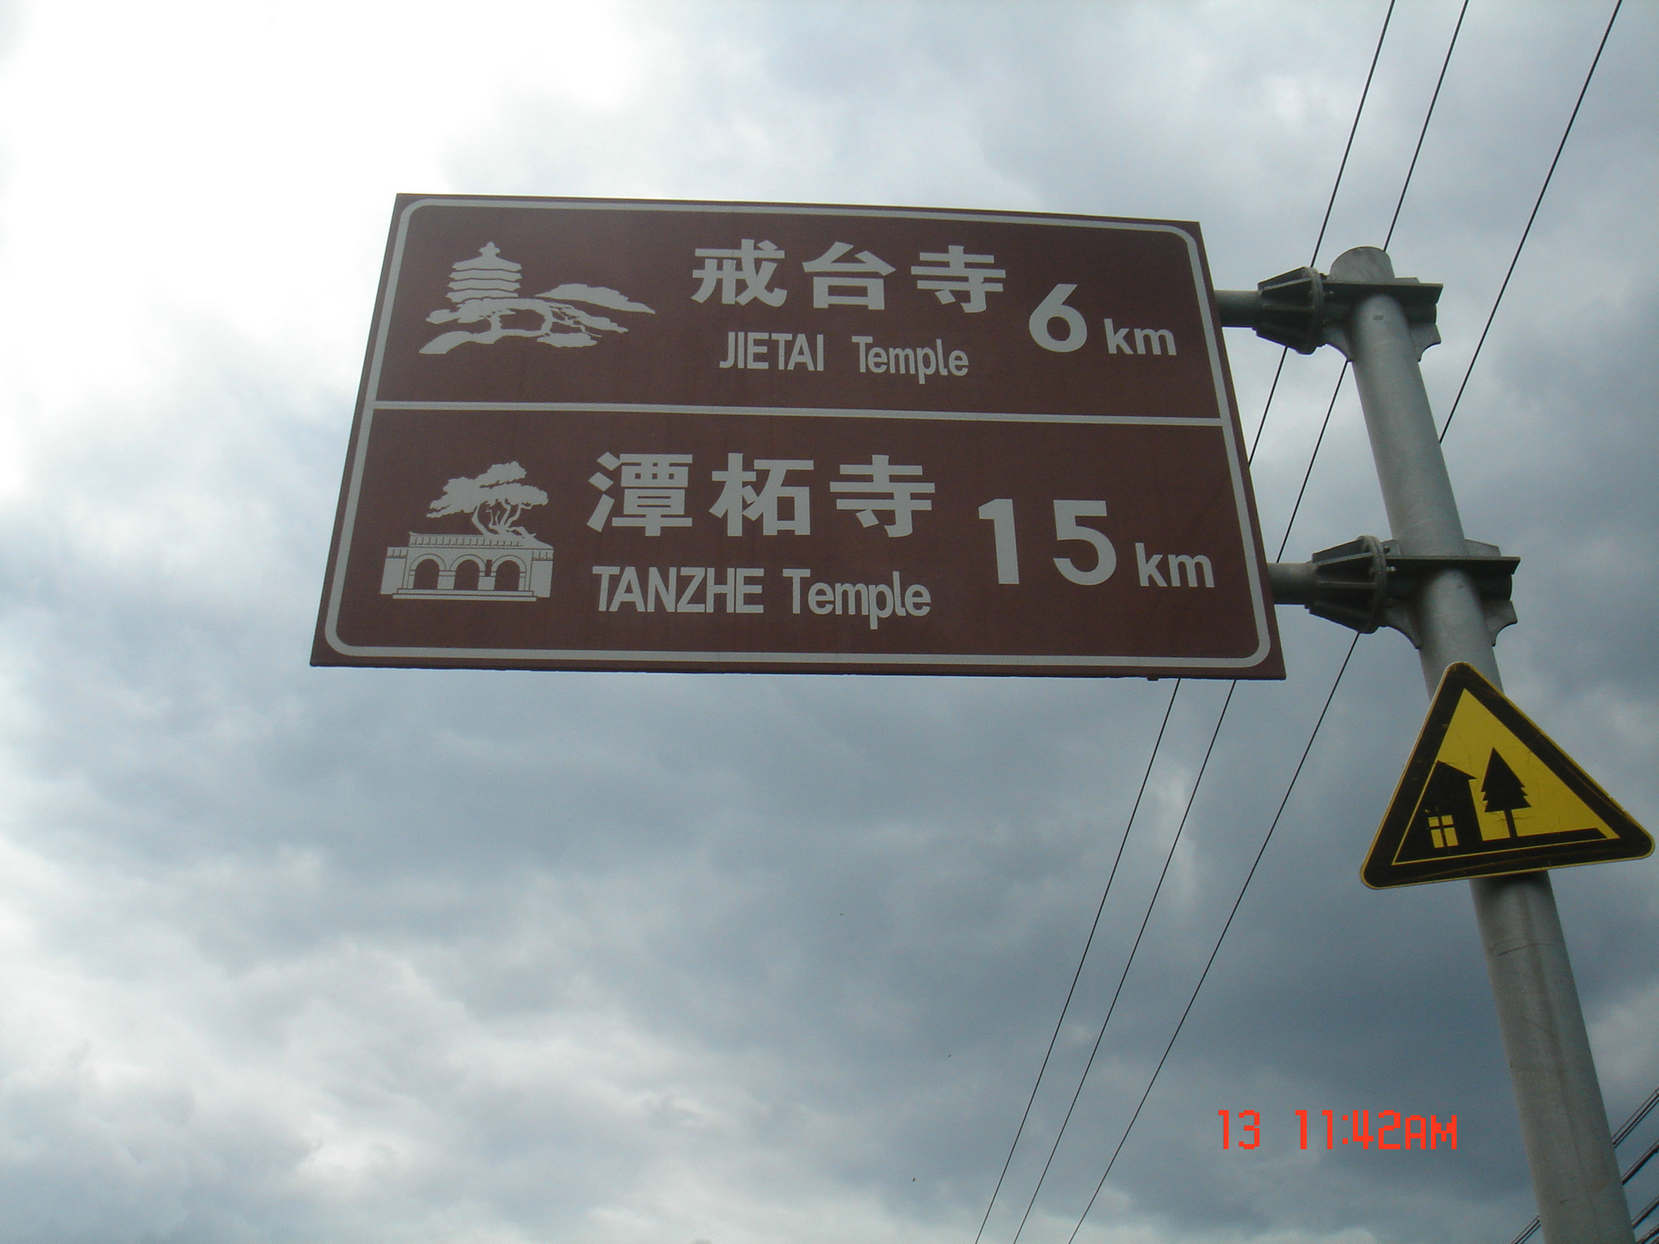 戒台寺 6 km
JIETAI Temple
潭柘寺 15 km
TANZHE Temple
13 11:42AM